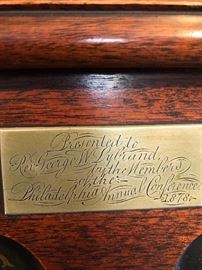 Presented to
Rev. George W. Lybrand,
by the Members
of the
Philadelphia Annual Conference.
1878.